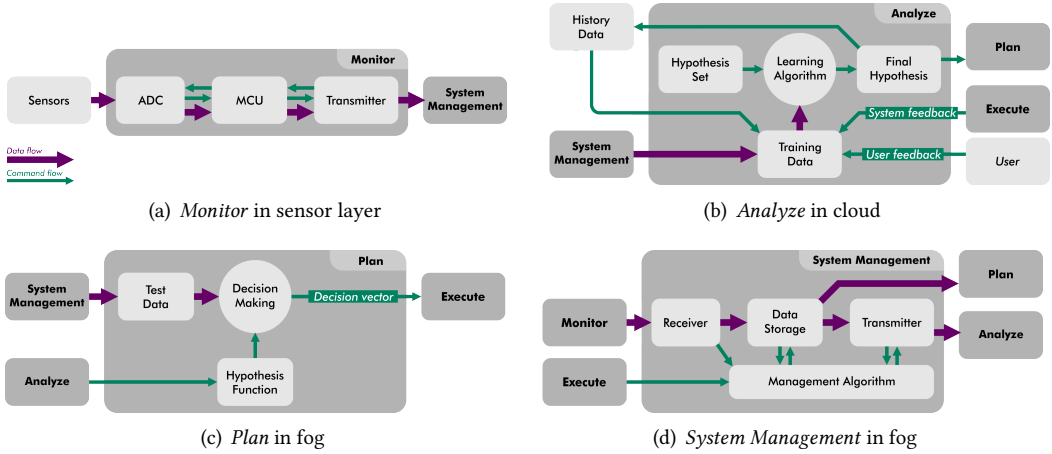 Monitor
Sensors
ADC
MCU
Transmitter
System
Management
Data flow
Command flow
(a) Monitor in sensor layer
History
Data
Analyze
Hypothesis
Set
Learning
Algorithm
Final
Hypothesis
Plan
Execute
System feedback
System
Management
Training
Data
User feedback
User
(b) Analyze in cloud
Plan
System
Management
Test
Data
Decision
Making
Decision vector
Execute
Analyze
Hypothesis
Function
(c) Plan in fog
System Management
Plan
Monitor
Receiver
Data
Storage
Transmitter
Analyze
Execute
Management Algorithm
(d) System Management in fog